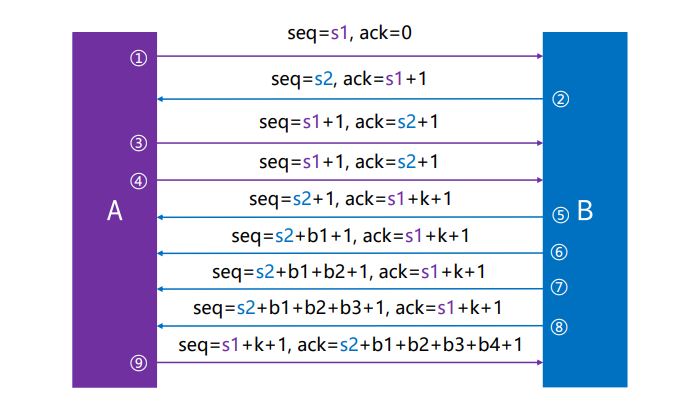 seq=s1, ack=0
①
seq=s2, ack=s1+1
②
seq=s1+1, ack=s2+1
③
seq=s1+1, ack=s2+1
④
seq=s2+1, ack=s1+k+1
A
⑤ B
seq=s2+b1+1, ack=s1+k+1
⑥
seq=s2+b1+b2+1, ack=s1+k+1
⑦
seq=s2+b1+b2+b3+1, ack=s1+k+1
⑧
seq=s1+k+1, ack=s2+b1+b2+b3+b4+1
⑨